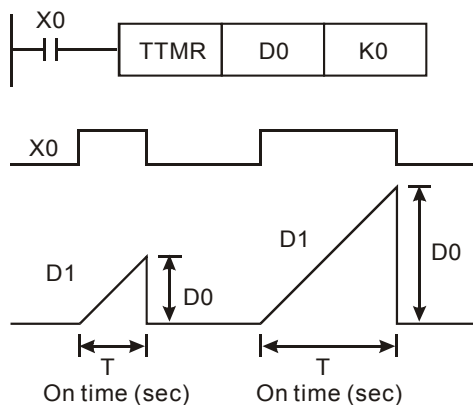 X0
TTMR D0 K0
X0
D1 D0 D1 D0
T T
On time (sec) On time (sec)